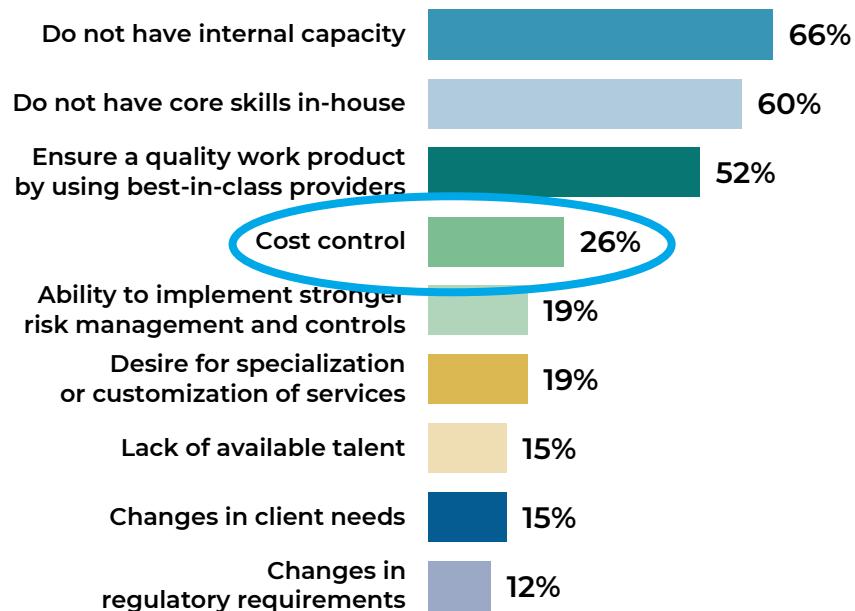 Do not have internal capacity 66%
Do not have core skills in-house 60%
Ensure a quality work product
by using best-in-class providers 52%
Cost control 26%
Ability to implement stronger
risk management and controls 19%
Desire for specialization
or customization of services 19%
Lack of available talent 15%
Changes in client needs 15%
Changes in
regulatory requirements 12%